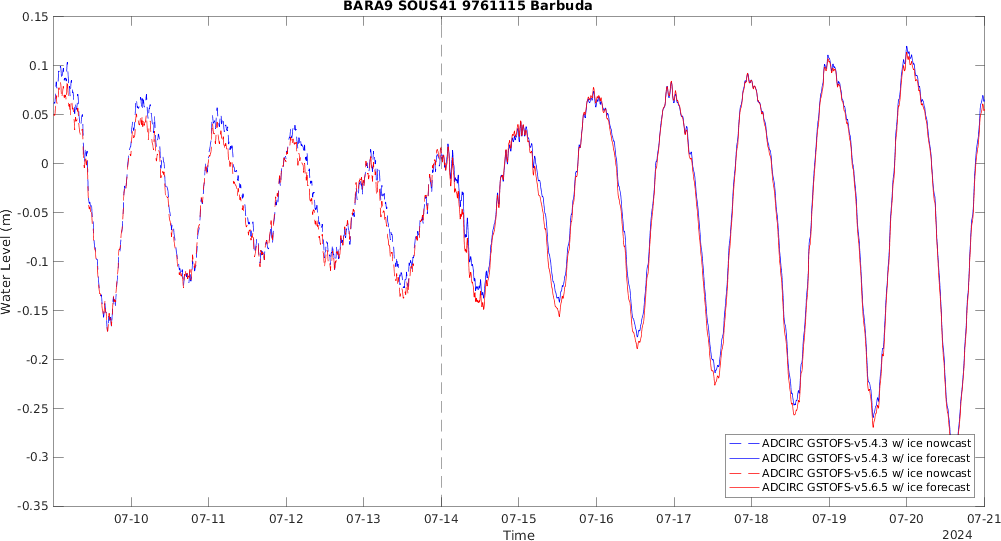 BARA9 SOUS41 9761115 Barbuda
0.15
0.1
0.05
0
-0.05
-0.1
-0.15
-0.2
-0.25
-0.3
-0.35
Water Level (m)
ADCIRC GSTOFS-v5.4.3 w/ ice nowcast
ADCIRC GSTOFS-v5.4.3 w/ ice forecast
ADCIRC GSTOFS-v5.6.5 w/ ice nowcast
ADCIRC GSTOFS-v5.6.5 w/ ice forecast
07-10 07-11 07-12 07-13 07-14 07-15 07-16 07-17 07-18 07-19 07-20 07-21
Time
2024